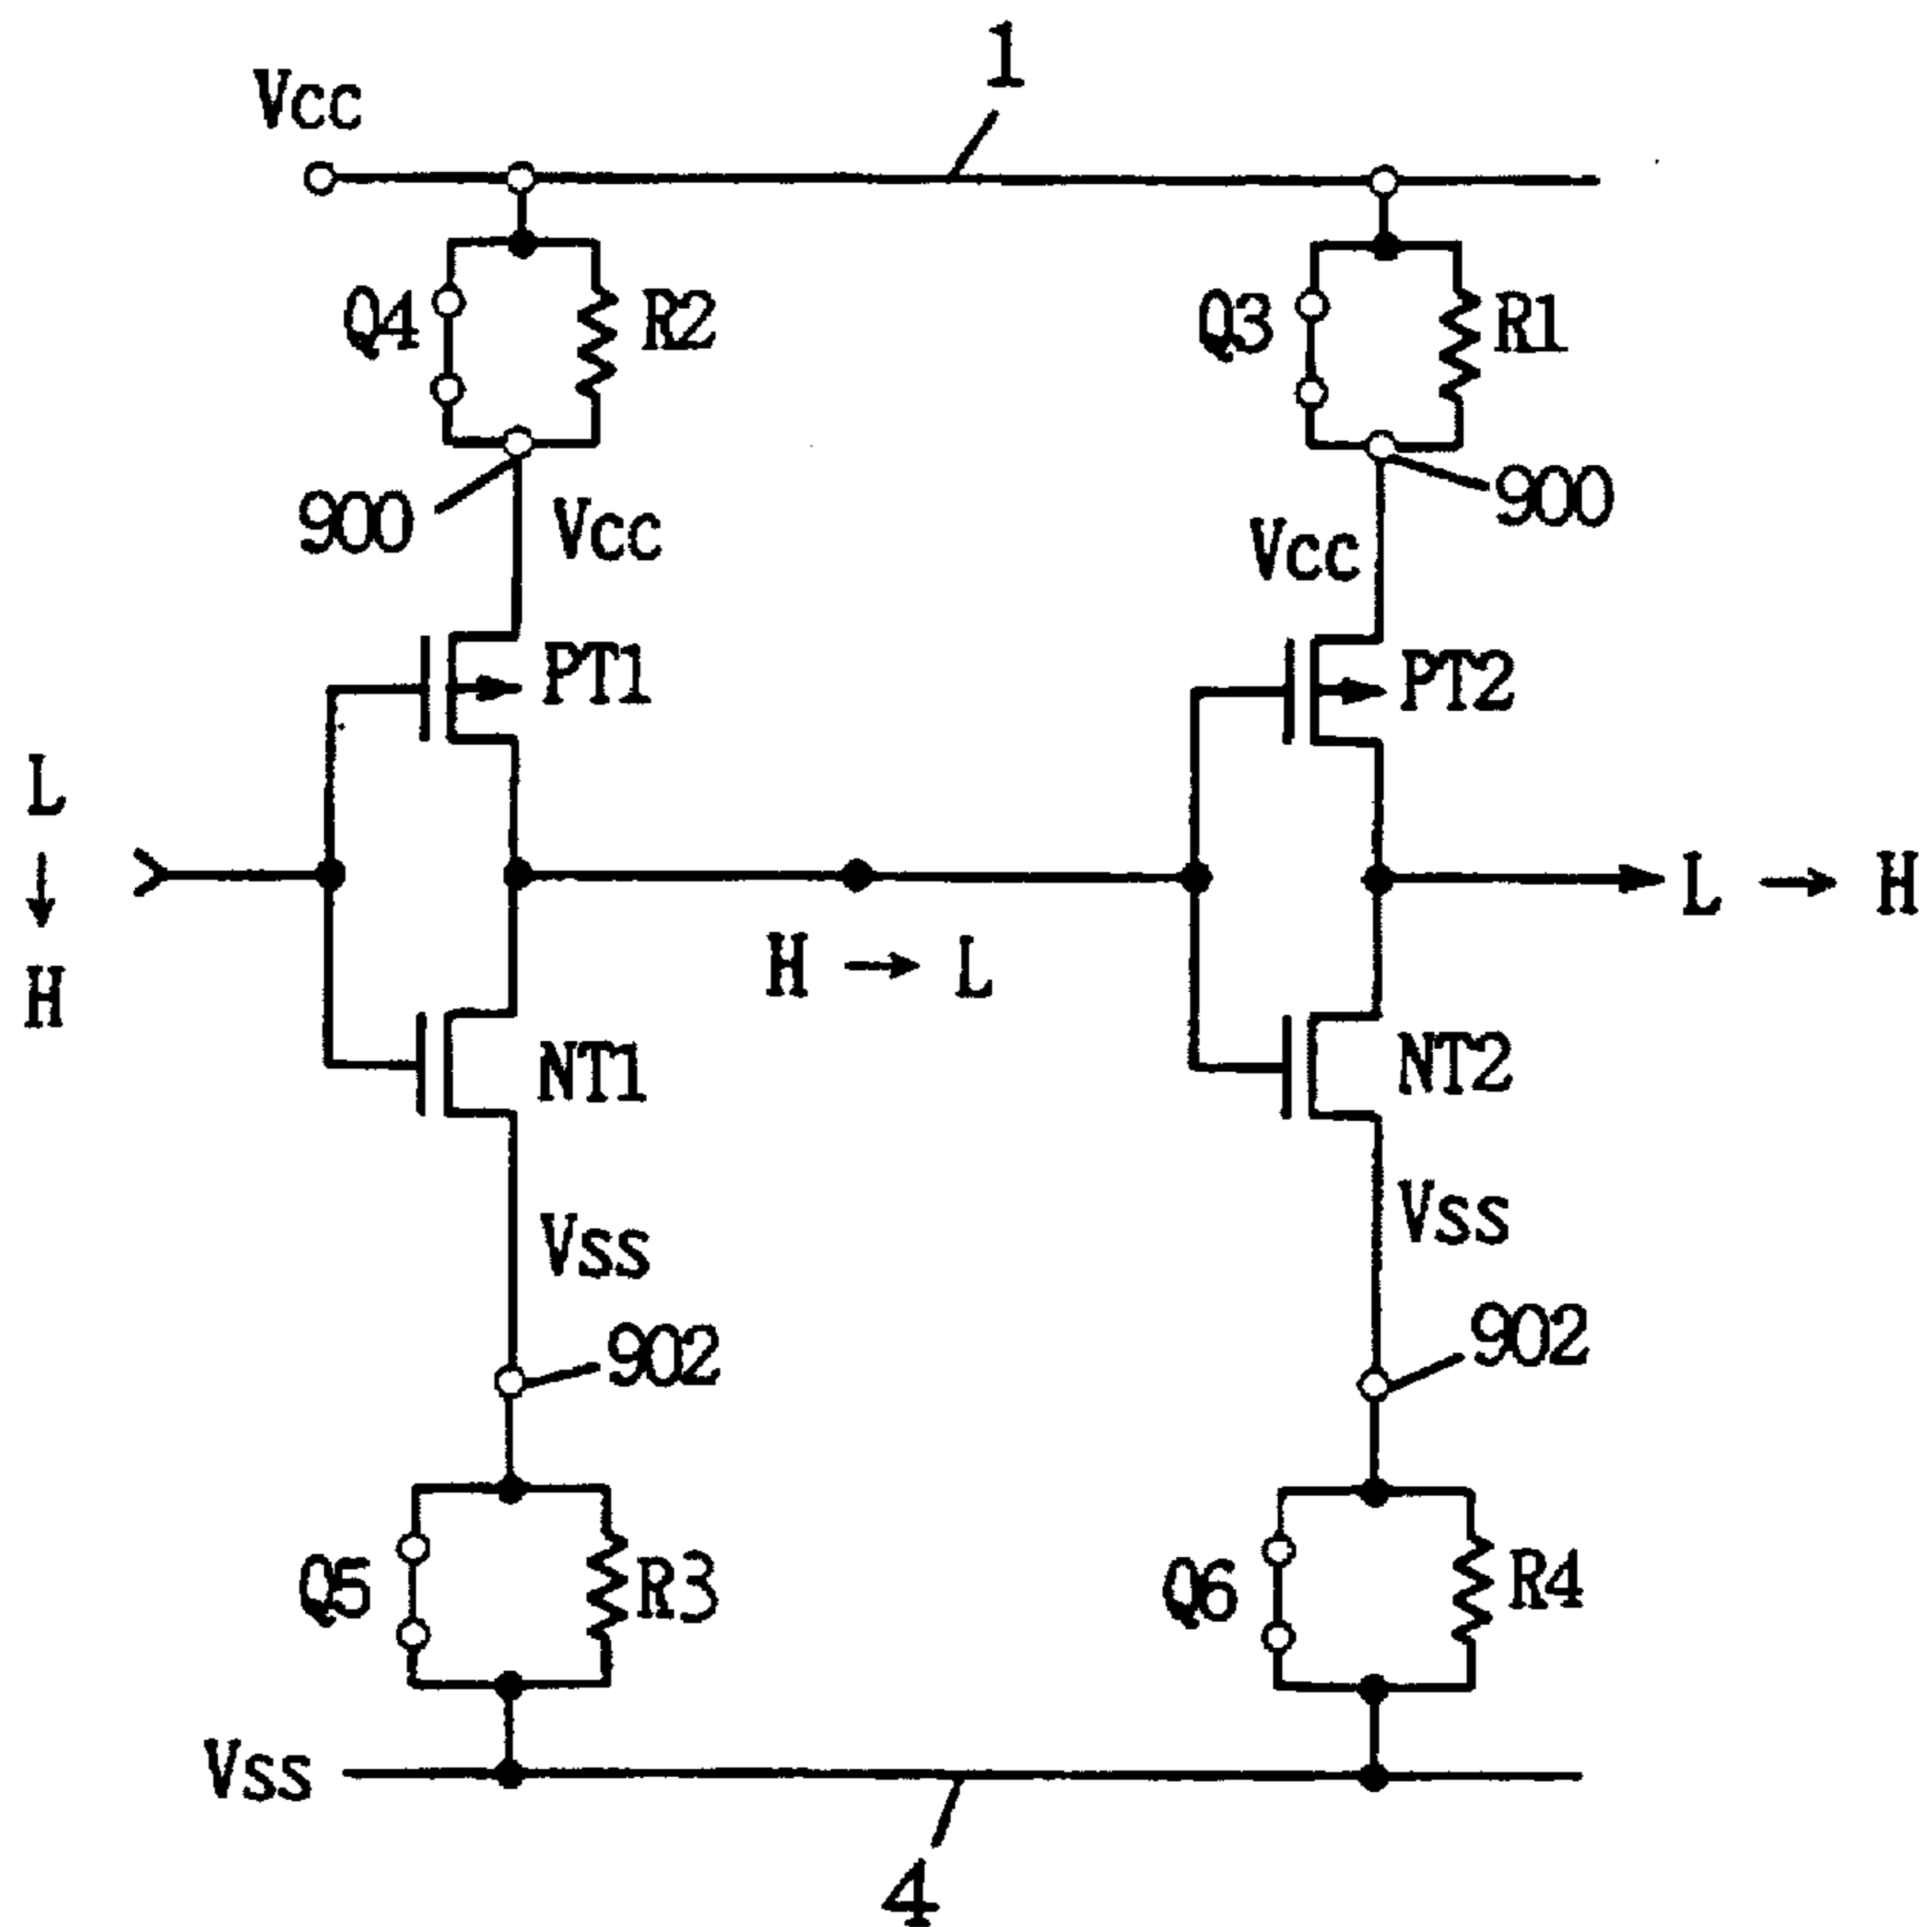 1
Vcc
Q4
R2
Q3
R1
900
Vcc
Vcc
900
PT1
PT2
L
↓
H
H → L
L → H
NT1
NT2
Vss
Vss
902
902
Q5
R3
Q6
R4
Vss
4